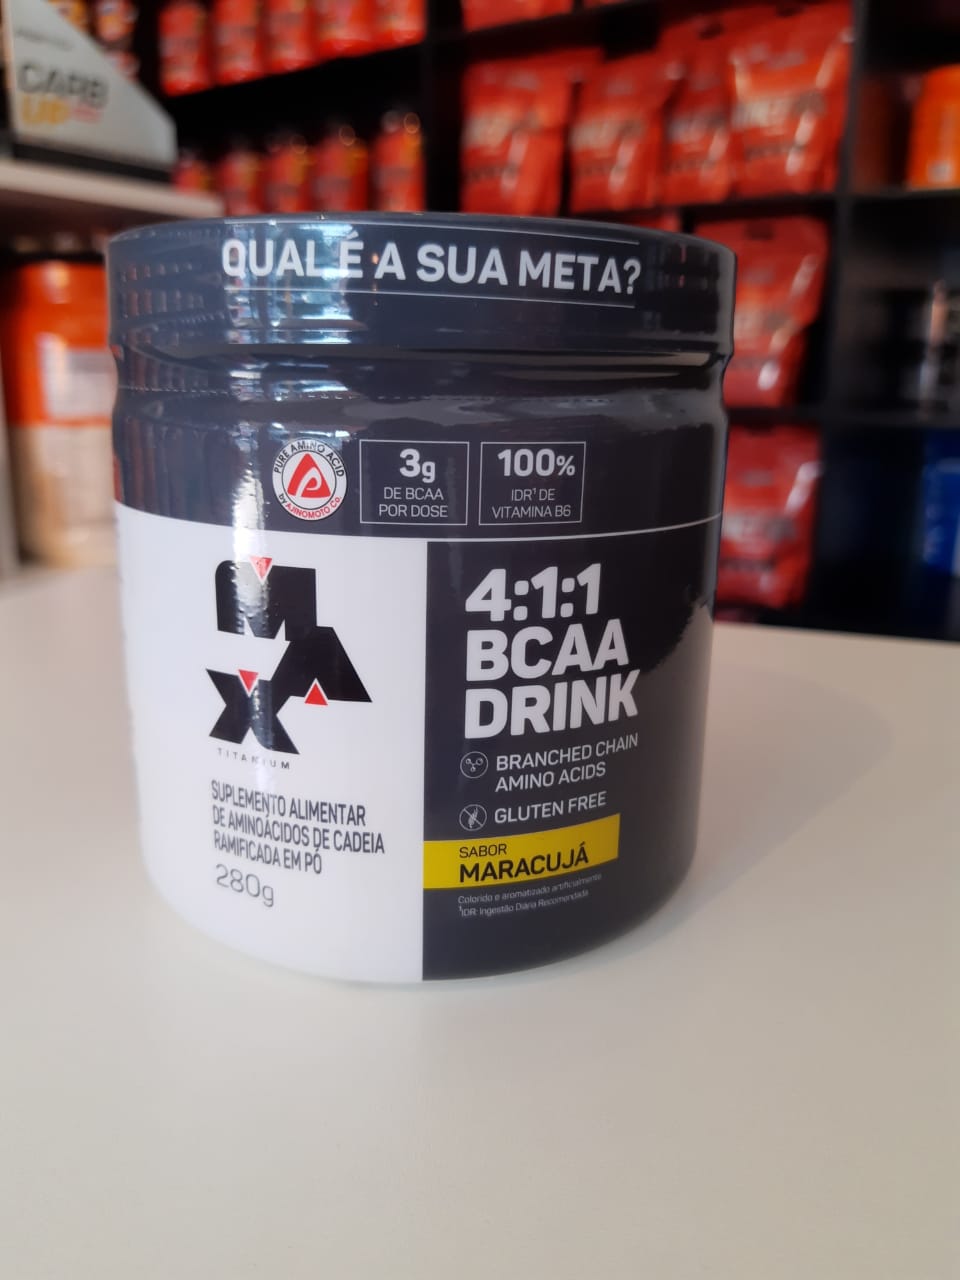 CARB
UP
QUAL É A SUA META?
PURE AMINO ACID
by AJINOMOTO Co.
3g
DE BCAA
POR DOSE
100%
IDR¹ DE
VITAMINA B6
MAX
TITANIUM
SUPLEMENTO ALIMENTAR
DE AMINOÁCIDOS DE CADEIA
RAMIFICADA EM PÓ
280g
4:1:1
BCAA
DRINK
BRANCHED CHAIN
AMINO ACIDS
GLUTEN FREE
SABOR
MARACUJÁ
Colorido e aromatizado artificialmente
¹IDR: Ingestão Diária Recomendada